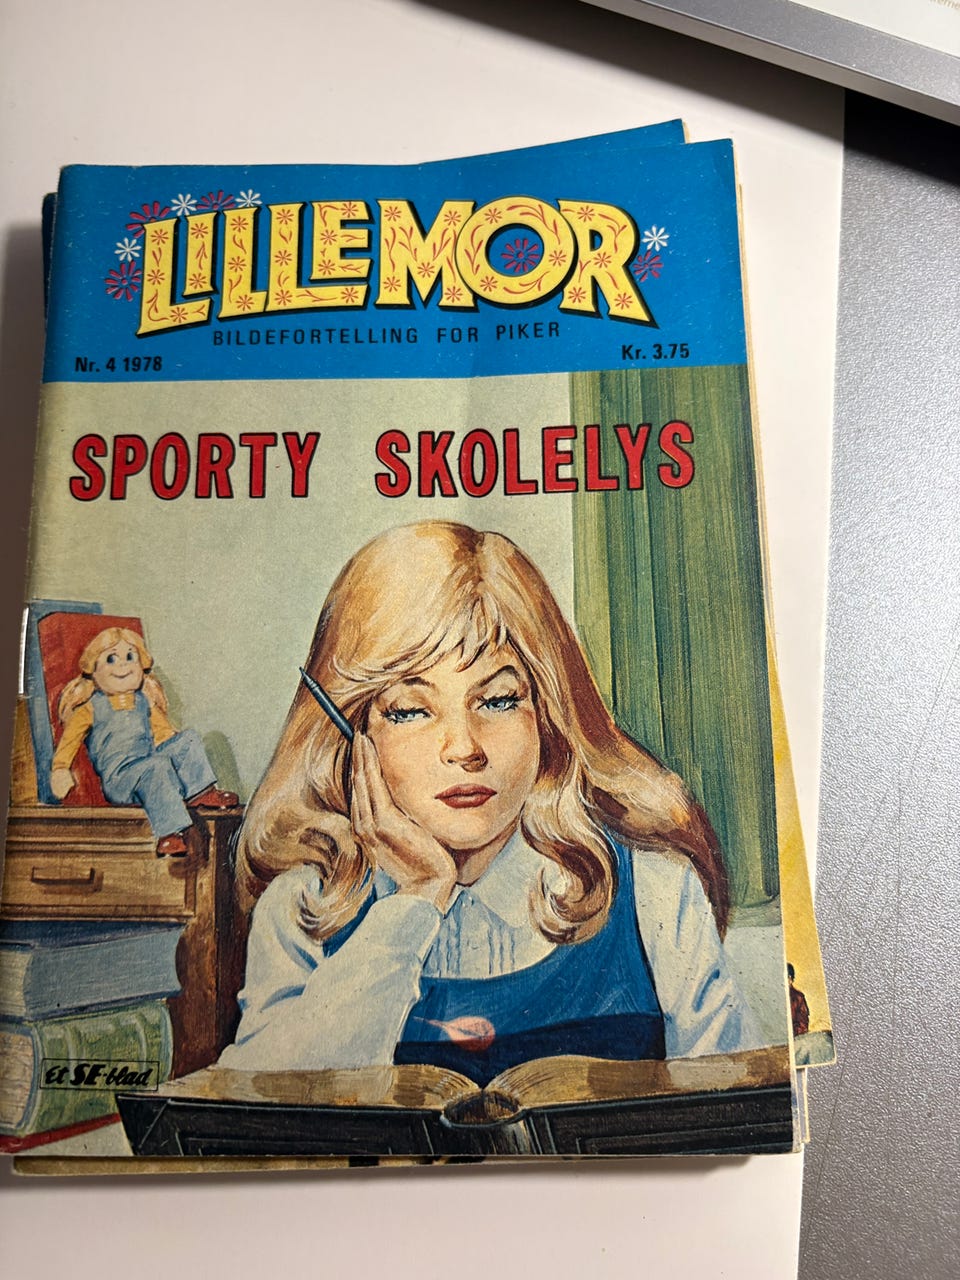 LILLEMOR
BILDEFORTELLING FOR PIKER
Nr. 4 1978
Kr. 3.75
SPORTY SKOLELYS
Et SE-blad